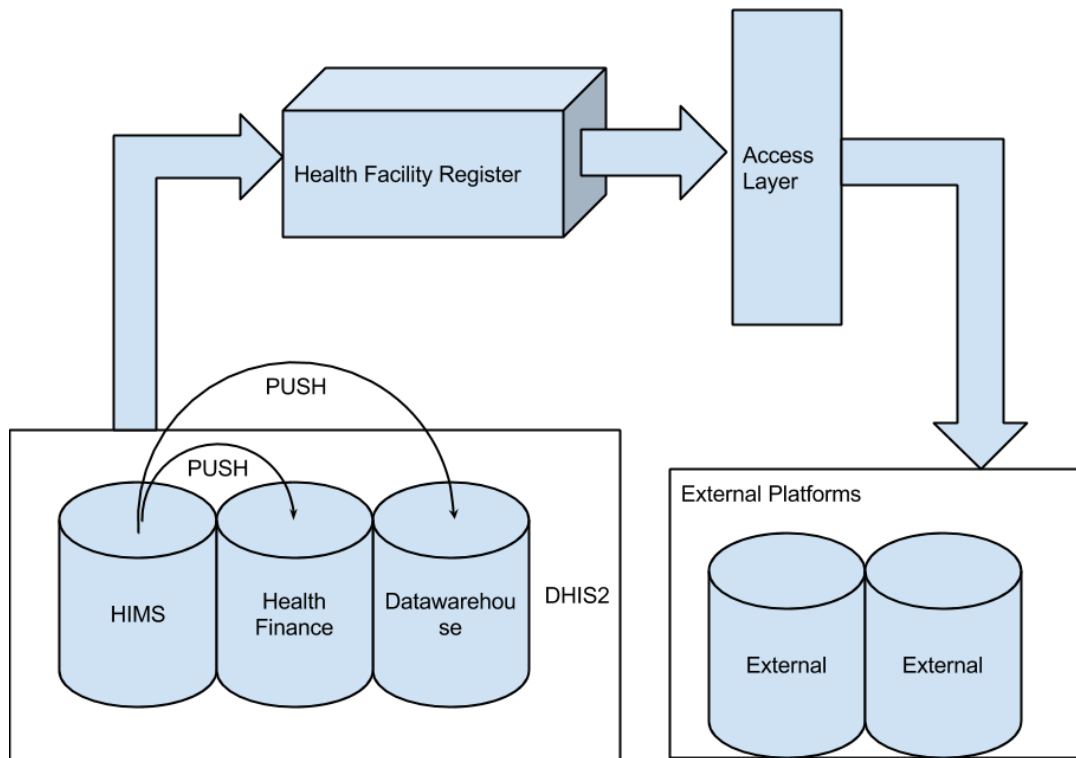 Health Facility Register
Access
Layer
PUSH
PUSH
HIMS
Health
Finance
Datawarehou
se
DHIS2
External Platforms
External
External